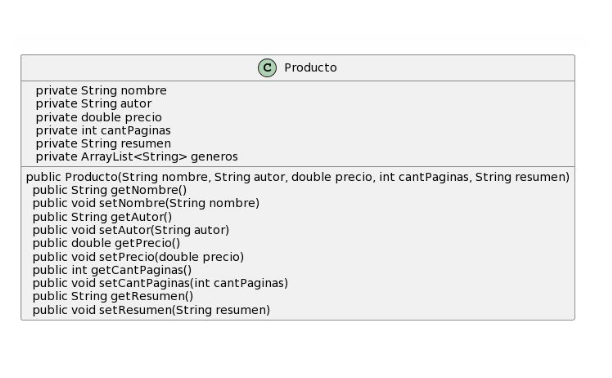 C Producto
private String nombre
private String autor
private double precio
private int cantPaginas
private String resumen
private ArrayList<String> generos
public Producto(String nombre, String autor, double precio, int cantPaginas, String resumen)
public String getNombre()
public void setNombre(String nombre)
public String getAutor()
public void setAutor(String autor)
public double getPrecio()
public void setPrecio(double precio)
public int getCantPaginas()
public void setCantPaginas(int cantPaginas)
public String getResumen()
public void setResumen(String resumen)